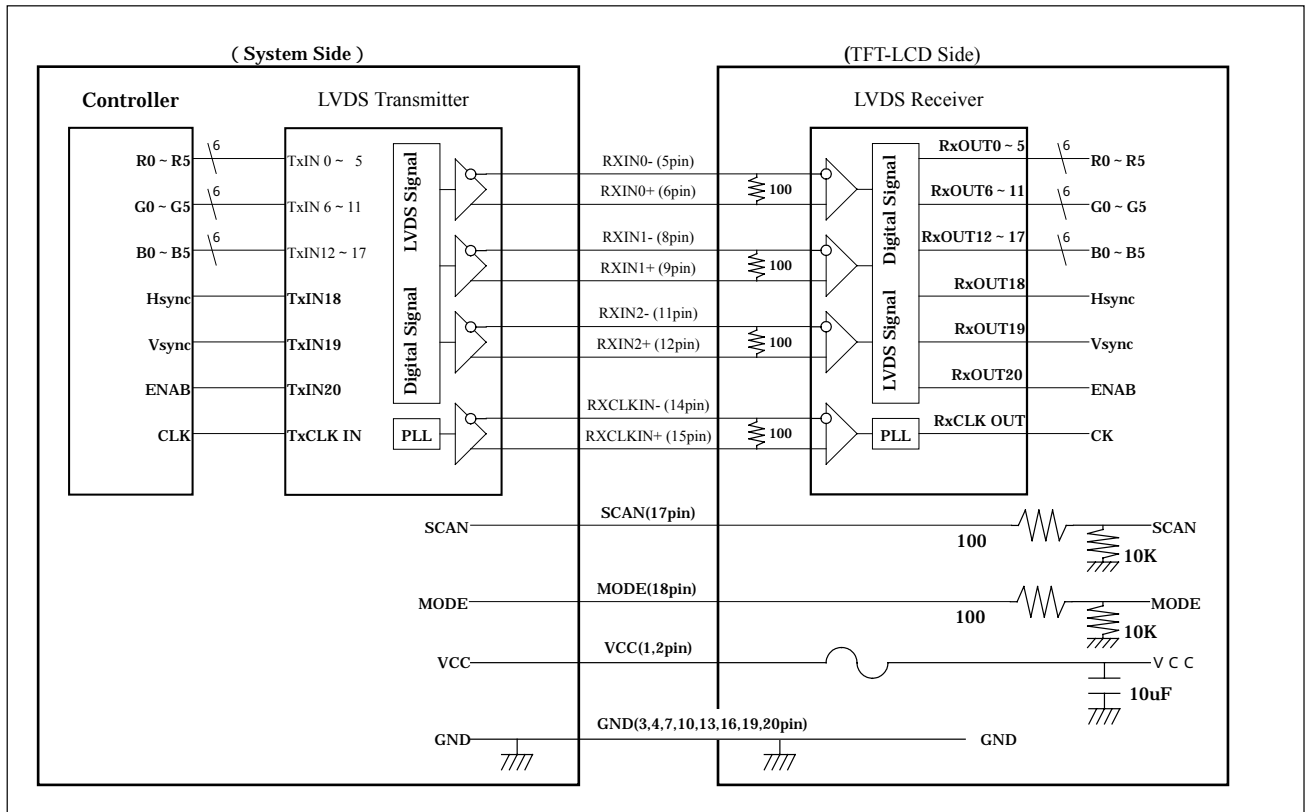 ( System Side )
(TFT-LCD Side)
Controller
LVDS Transmitter
LVDS Receiver
R0 ~ R5
6
TxIN 0 ~ 5
G0 ~ G5
6
TxIN 6 ~ 11
B0 ~ B5
6
TxIN12 ~ 17
Hsync
TxIN18
Vsync
TxIN19
ENAB
TxIN20
CLK
TxCLK IN
LVDS Signal
Digital Signal
PLL
RXIN0- (5pin)
RXIN0+ (6pin)
100
RXIN1- (8pin)
RXIN1+ (9pin)
100
RXIN2- (11pin)
RXIN2+ (12pin)
100
RXCLKIN- (14pin)
RXCLKIN+ (15pin)
100
Digital Signal
LVDS Signal
PLL
RxOUT0 ~ 5
6
R0 ~ R5
RxOUT6 ~ 11
6
G0 ~ G5
RxOUT12 ~ 17
6
B0 ~ B5
RxOUT18
Hsync
RxOUT19
Vsync
RxOUT20
ENAB
RxCLK OUT
CK
SCAN
SCAN(17pin)
100
SCAN
10K
MODE
MODE(18pin)
100
MODE
10K
VCC
VCC(1,2pin)
V C C
10uF
GND
GND(3,4,7,10,13,16,19,20pin)
GND